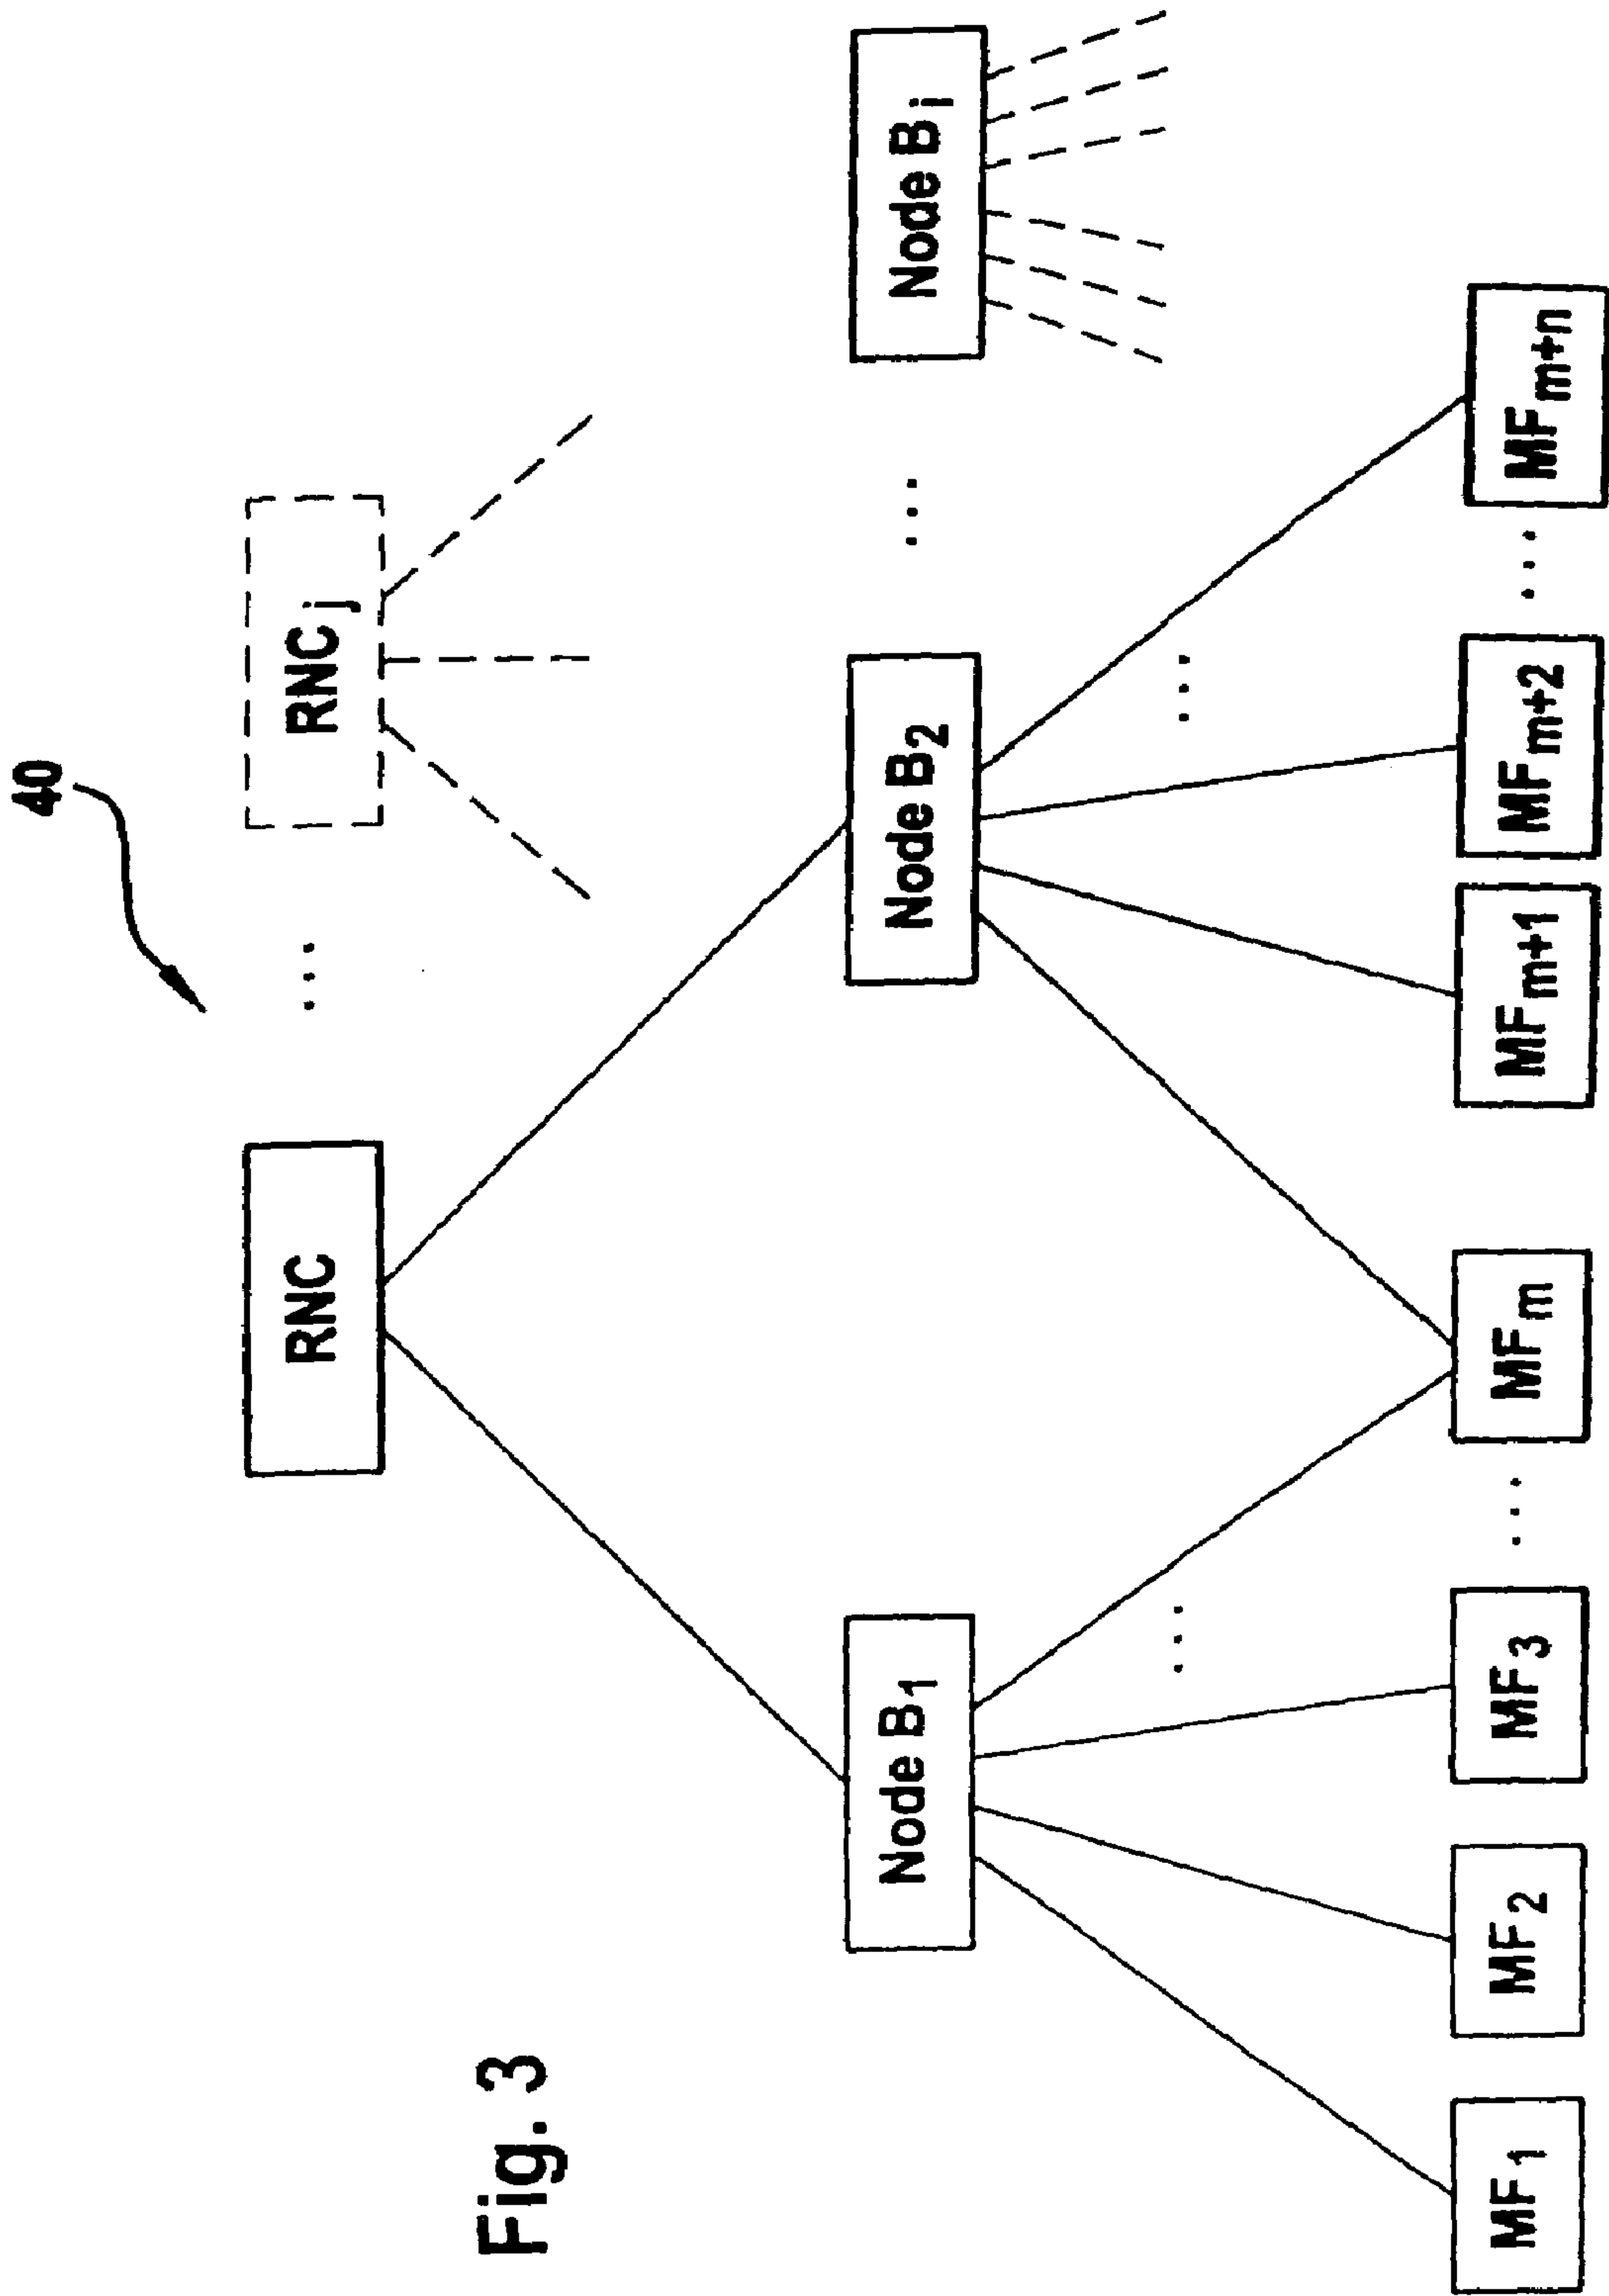 Fig. 3
40
RNC
...
RNCj
Node B1
Node B2
...
Node Bi
...
...
MF1
MF2
MF3
...
MFm
MFm+1
MFm+2
...
MFm+n